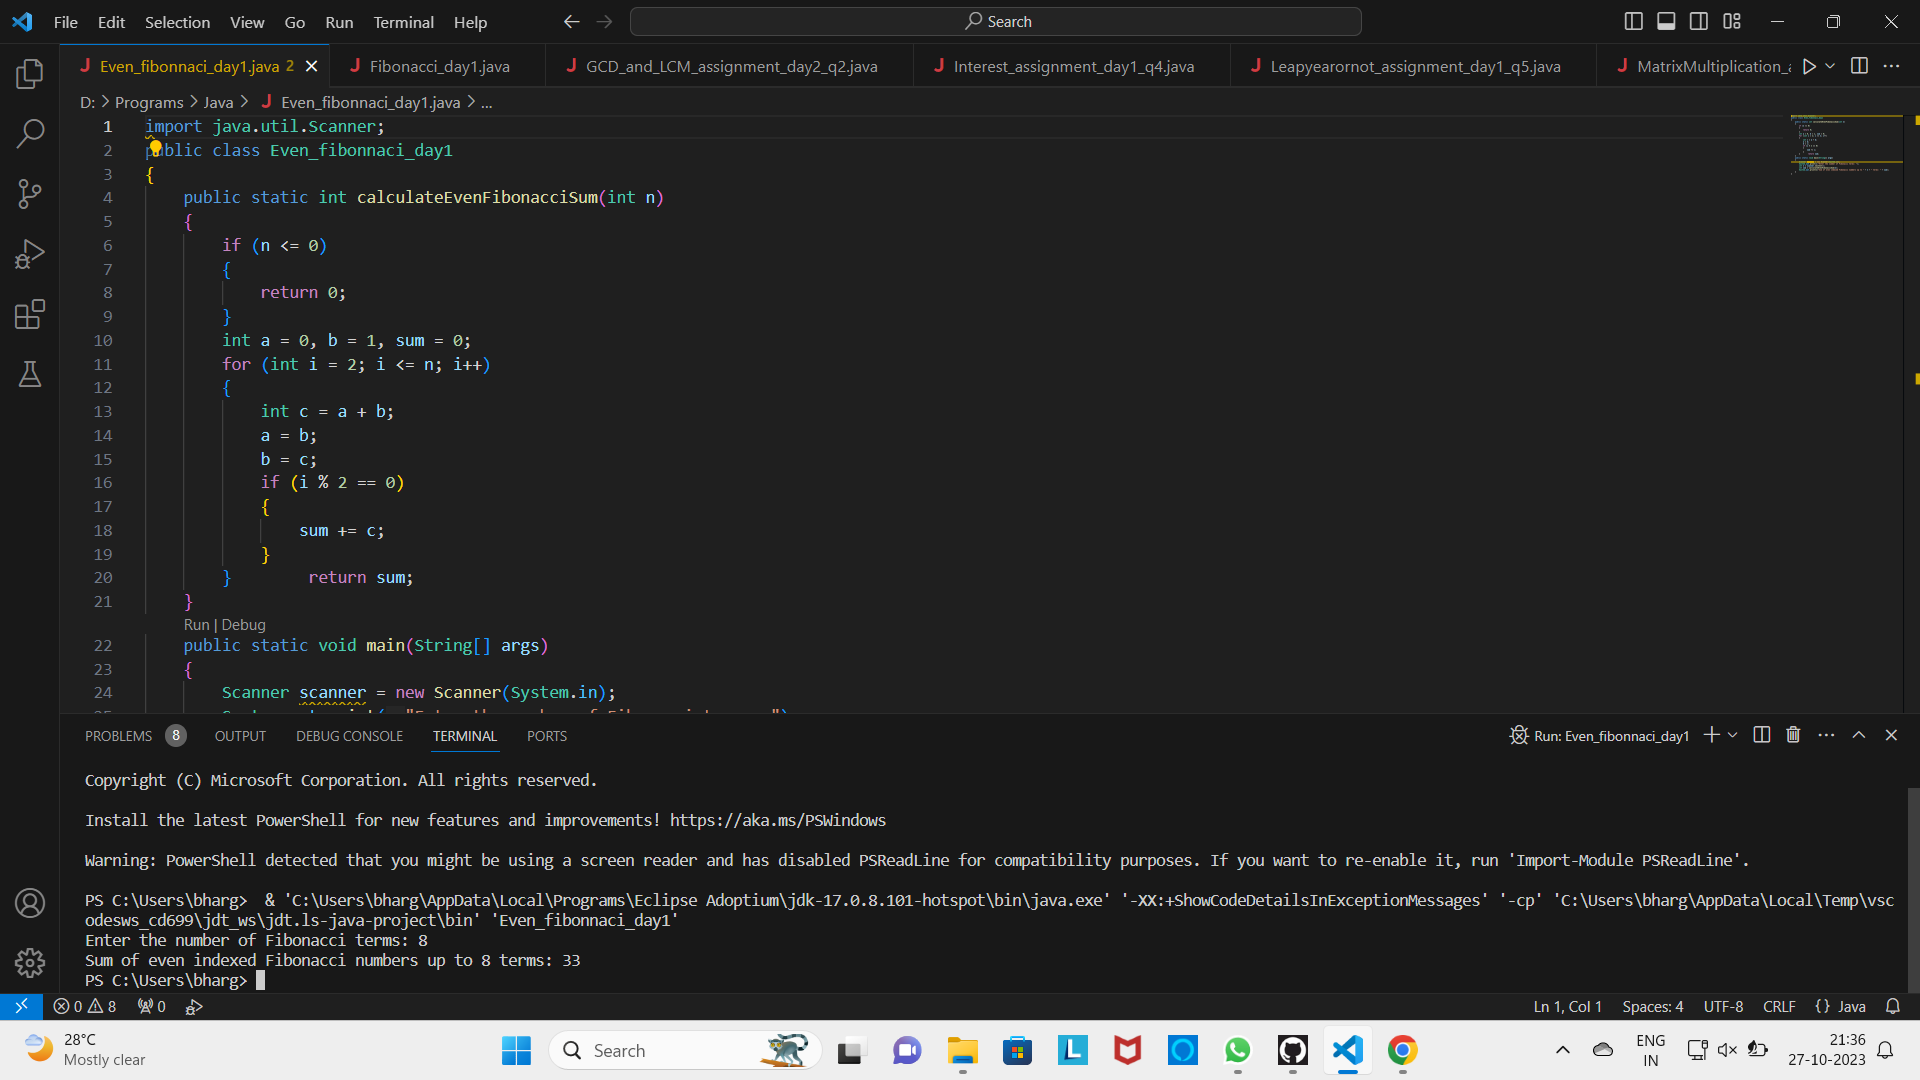 File Edit Selection View Go Run Terminal Help
Search
Even_fibonnaci_day1.java 2
Fibonacci_day1.java
GCD_and_LCM_assignment_day2_q2.java
Interest_assignment_day1_q4.java
Leapyearornot_assignment_day1_q5.java
MatrixMultiplication_
D: > Programs > Java > Even_fibonnaci_day1.java > ...
1 import java.util.Scanner;
2 public class Even_fibonnaci_day1
3 {
4 public static int calculateEvenFibonacciSum(int n)
5 {
6 if (n <= 0)
7 {
8 return 0;
9 }
10 int a = 0, b = 1, sum = 0;
11 for (int i = 2; i <= n; i++)
12 {
13 int c = a + b;
14 a = b;
15 b = c;
16 if (i % 2 == 0)
17 {
18 sum += c;
19 }
20 } return sum;
21 }
Run | Debug
22 public static void main(String[] args)
23 {
24 Scanner scanner = new Scanner(System.in);
PROBLEMS 8 OUTPUT DEBUG CONSOLE TERMINAL PORTS
Run: Even_fibonnaci_day1
Copyright (C) Microsoft Corporation. All rights reserved.
Install the latest PowerShell for new features and improvements! https://aka.ms/PSWindows
Warning: PowerShell detected that you might be using a screen reader and has disabled PSReadLine for compatibility purposes. If you want to re-enable it, run 'Import-Module PSReadLine'.
PS C:\Users\bharg>  & 'C:\Users\bharg\AppData\Local\Programs\Eclipse Adoptium\jdk-17.0.8.101-hotspot\bin\java.exe' '-XX:+ShowCodeDetailsInExceptionMessages' '-cp' 'C:\Users\bharg\AppData\Local\Temp\vsc
odesws_cd699\jdt_ws\jdt.ls-java-project\bin' 'Even_fibonnaci_day1'
Enter the number of Fibonacci terms: 8
Sum of even indexed Fibonacci numbers up to 8 terms: 33
PS C:\Users\bharg>
0 8 0
Ln 1, Col 1 Spaces: 4 UTF-8 CRLF {} Java
28°C
Mostly clear
Search
ENG
IN
21:36
27-10-2023